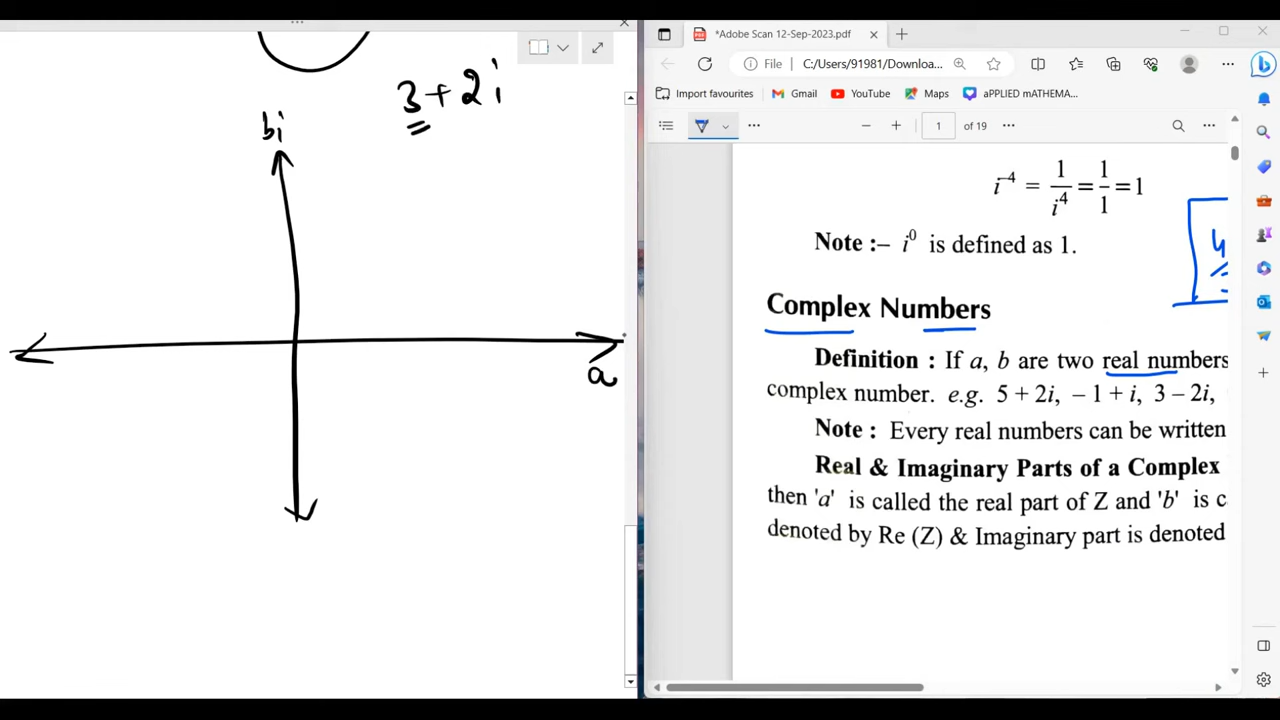 3+2i
bi
a
*Adobe Scan 12-Sep-2023.pdf
File
C:/Users/91981/Downloa...
Import favourites
Gmail
YouTube
Maps
aPPLIED mATHEMA...
1 of 19
i⁻⁴ = 1/i⁴ = 1/1 = 1
Note :– i⁰ is defined as 1.
Complex Numbers
Definition : If a, b are two real numbers
complex number. e.g. 5 + 2i, – 1 + i, 3 – 2i,
Note : Every real numbers can be written
Real & Imaginary Parts of a Complex
then 'a' is called the real part of Z and 'b' is c
denoted by Re (Z) & Imaginary part is denoted